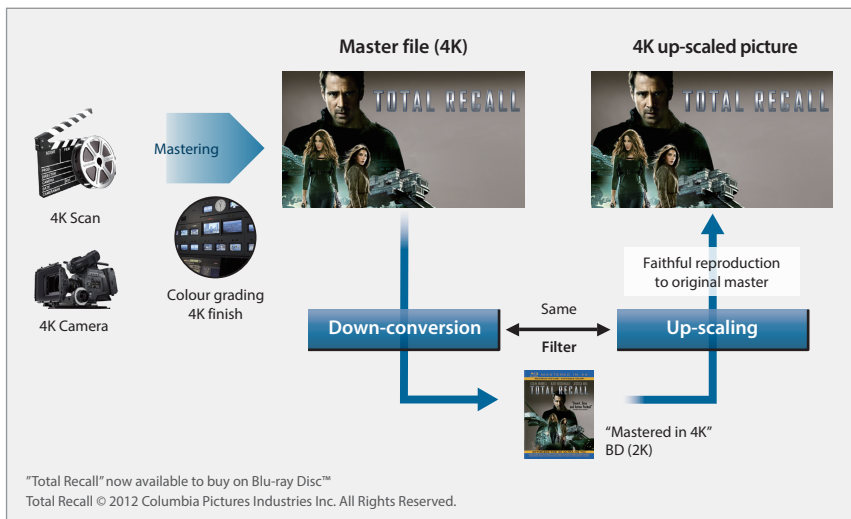 Master file (4K)
4K up-scaled picture
TOTAL RECALL
TOTAL RECALL
Mastering
4K Scan
4K Camera
Colour grading
4K finish
Faithful reproduction
to original master
Down-conversion
Same
Filter
Up-scaling
TOTAL RECALL
“Mastered in 4K”
BD (2K)
”Total Recall” now available to buy on Blu-ray Disc™
Total Recall © 2012 Columbia Pictures Industries Inc. All Rights Reserved.